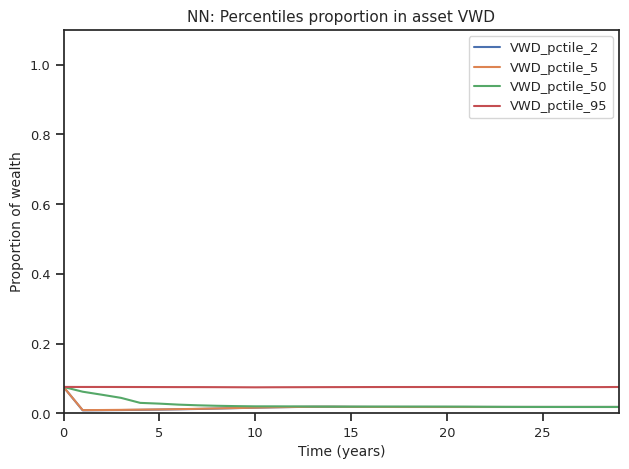 NN: Percentiles proportion in asset VWD
VWD_pctile_2
VWD_pctile_5
VWD_pctile_50
VWD_pctile_95
Proportion of wealth
1.0
0.8
0.6
0.4
0.2
0.0
0 5 10 15 20 25
Time (years)